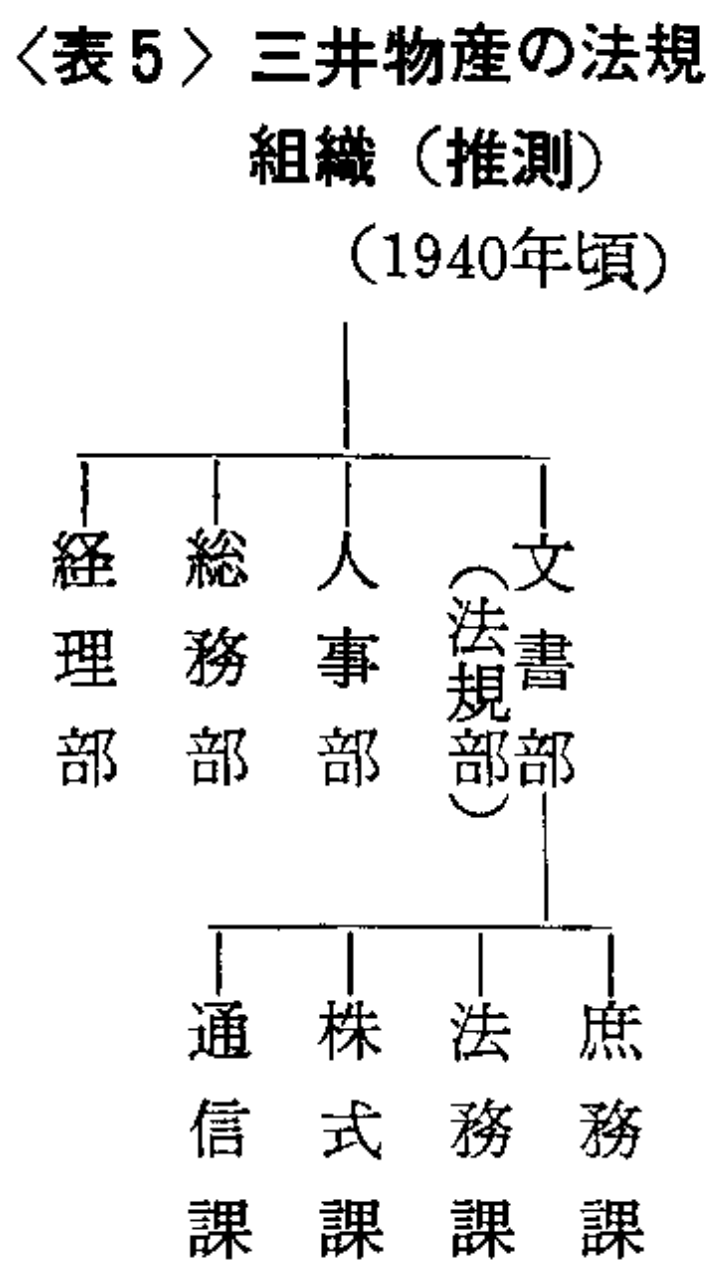 〈表5〉三井物産の法規
組織（推測）
（1940年頃）
文書部
（法規部）
人事部
総務部
経理部
庶務課
法務課
株式課
通信課